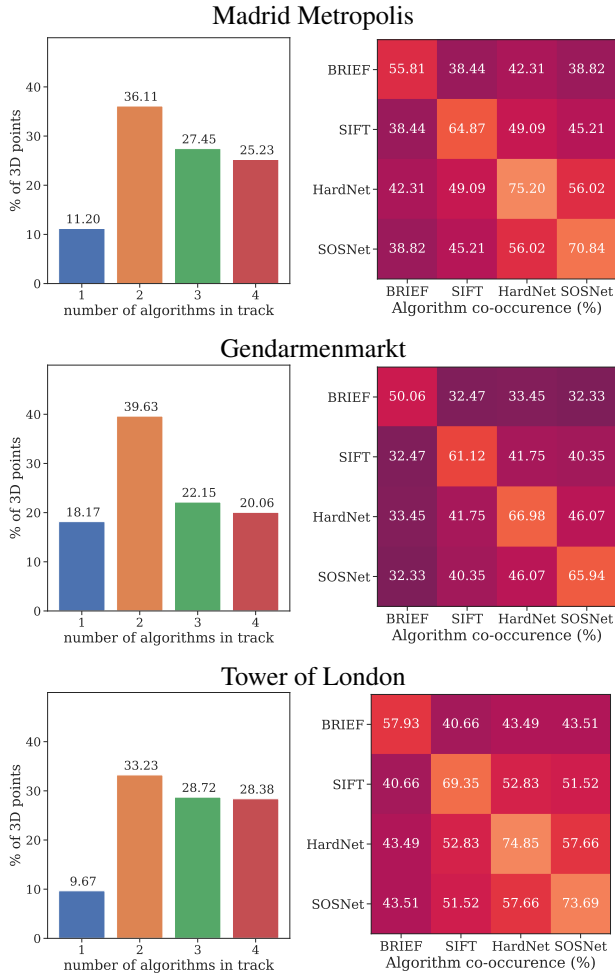 Madrid Metropolis
% of 3D points
40
30
20
10
0
11.20
36.11
27.45
25.23
1 2 3 4
number of algorithms in track
BRIEF 55.81 38.44 42.31 38.82
SIFT 38.44 64.87 49.09 45.21
HardNet 42.31 49.09 75.20 56.02
SOSNet 38.82 45.21 56.02 70.84
BRIEF SIFT HardNet SOSNet
Algorithm co-occurence (%)
Gendarmenmarkt
% of 3D points
40
30
20
10
0
18.17
39.63
22.15
20.06
1 2 3 4
number of algorithms in track
BRIEF 50.06 32.47 33.45 32.33
SIFT 32.47 61.12 41.75 40.35
HardNet 33.45 41.75 66.98 46.07
SOSNet 32.33 40.35 46.07 65.94
BRIEF SIFT HardNet SOSNet
Algorithm co-occurence (%)
Tower of London
% of 3D points
40
30
20
10
0
9.67
33.23
28.72
28.38
1 2 3 4
number of algorithms in track
BRIEF 57.93 40.66 43.49 43.51
SIFT 40.66 69.35 52.83 51.52
HardNet 43.49 52.83 74.85 57.66
SOSNet 43.51 51.52 57.66 73.69
BRIEF SIFT HardNet SOSNet
Algorithm co-occurence (%)